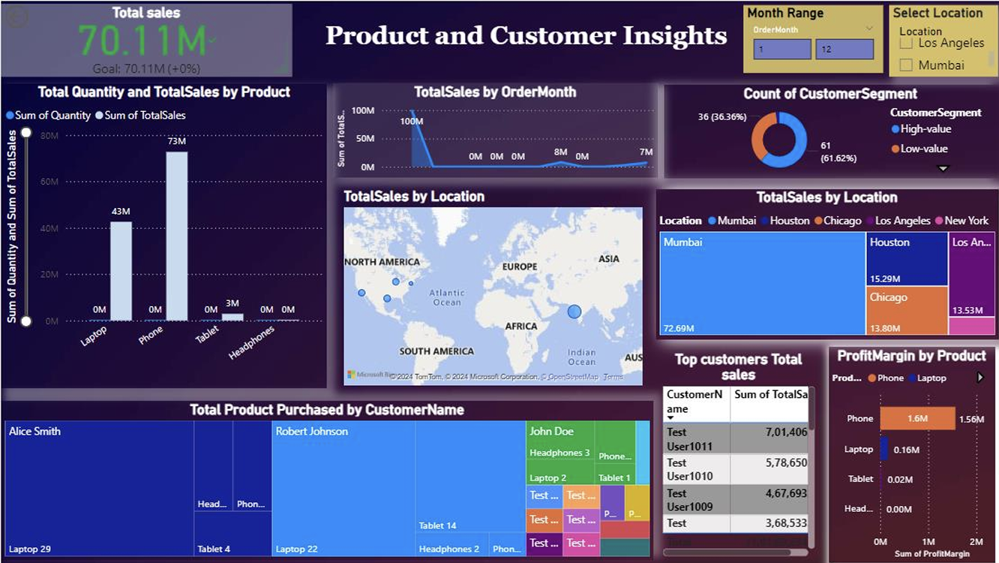 Total sales
70.11M
Goal: 70.11M (+0%)
Product and Customer Insights
Month Range
OrderMonth
1
12
Select Location
Location
Los Angeles
Mumbai
Total Quantity and TotalSales by Product
Sum of Quantity
Sum of TotalSales
Sum of Quantity and Sum of TotalSales
80M
60M
40M
20M
0M
0M
43M
0M
73M
0M
3M
0M
0M
Laptop
Phone
Tablet
Headphones
TotalSales by OrderMonth
Sum of TotalS...
100M
50M
0M
100M
0M
0M
0M
8M
0M
7M
Count of CustomerSegment
36 (36.36%)
61
(61.62%)
CustomerSegment
High-value
Low-value
TotalSales by Location
NORTH AMERICA
EUROPE
ASIA
Atlantic
Ocean
AFRICA
SOUTH AMERICA
Indian
Ocean
AUS
© 2024 TomTom, © 2024 Microsoft Corporation, © OpenStreetMap Terms
TotalSales by Location
Location
Mumbai
Houston
Chicago
Los Angeles
New York
Mumbai
72.69M
Houston
15.29M
Chicago
13.80M
Los An...
13.53M
Total Product Purchased by CustomerName
Alice Smith
Laptop 29
Head...
Phon...
Tablet 4
Robert Johnson
Laptop 22
Tablet 14
Headphones 2
Phon...
John Doe
Headphones 3
Laptop 2
Phone...
Tablet 1
Test ...
Test ...
Test ...
Test ...
Test ...
Test ...
P...
P...
Top customers Total
sales
CustomerN
ame
Sum of TotalSa
Test
User1011
7,01,406
Test
User1010
5,78,650
Test
User1009
4,67,693
Test
3,68,533
Total
ProfitMargin by Product
Prod...
Phone
Laptop
Phone
1.6M
1.56M
Laptop
0.16M
Tablet
0.02M
Head...
0.00M
0M
1M
2M
Sum of ProfitMargin